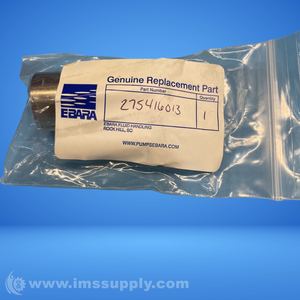 Genuine Replacement Part
Part Number
Quantity
275416013
1
EBARA
EBARA FLUID HANDLING
ROCK HILL, SC
WWW.PUMPSEBARA.COM
© www.imssupply.com